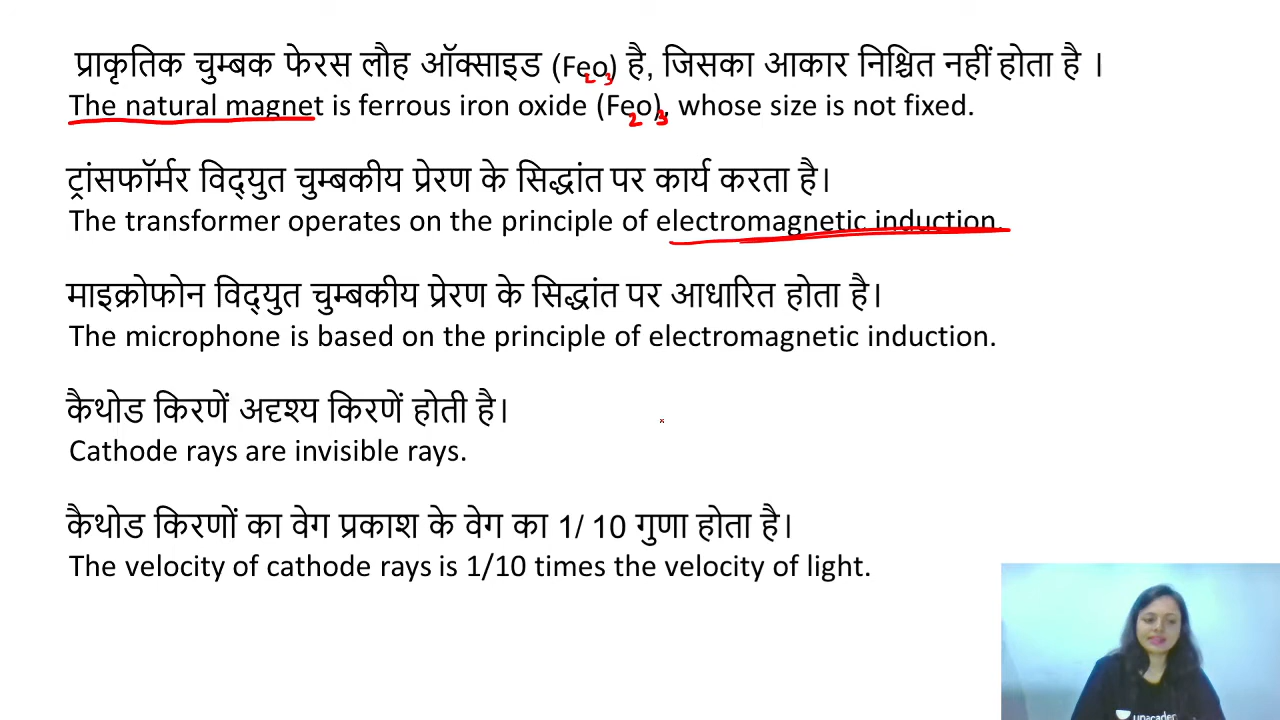 प्राकृतिक चुम्बक फेरस लौह ऑक्साइड (Feo) है, जिसका आकार निश्चित नहीं होता है ।
2 3
The natural magnet is ferrous iron oxide (Feo), whose size is not fixed.
2 3
ट्रांसफॉर्मर विद्युत चुम्बकीय प्रेरण के सिद्धांत पर कार्य करता है।
The transformer operates on the principle of electromagnetic induction.
माइक्रोफोन विद्युत चुम्बकीय प्रेरण के सिद्धांत पर आधारित होता है।
The microphone is based on the principle of electromagnetic induction.
कैथोड किरणें अदृश्य किरणें होती है।
Cathode rays are invisible rays.
कैथोड किरणों का वेग प्रकाश के वेग का 1/ 10 गुणा होता है।
The velocity of cathode rays is 1/10 times the velocity of light.